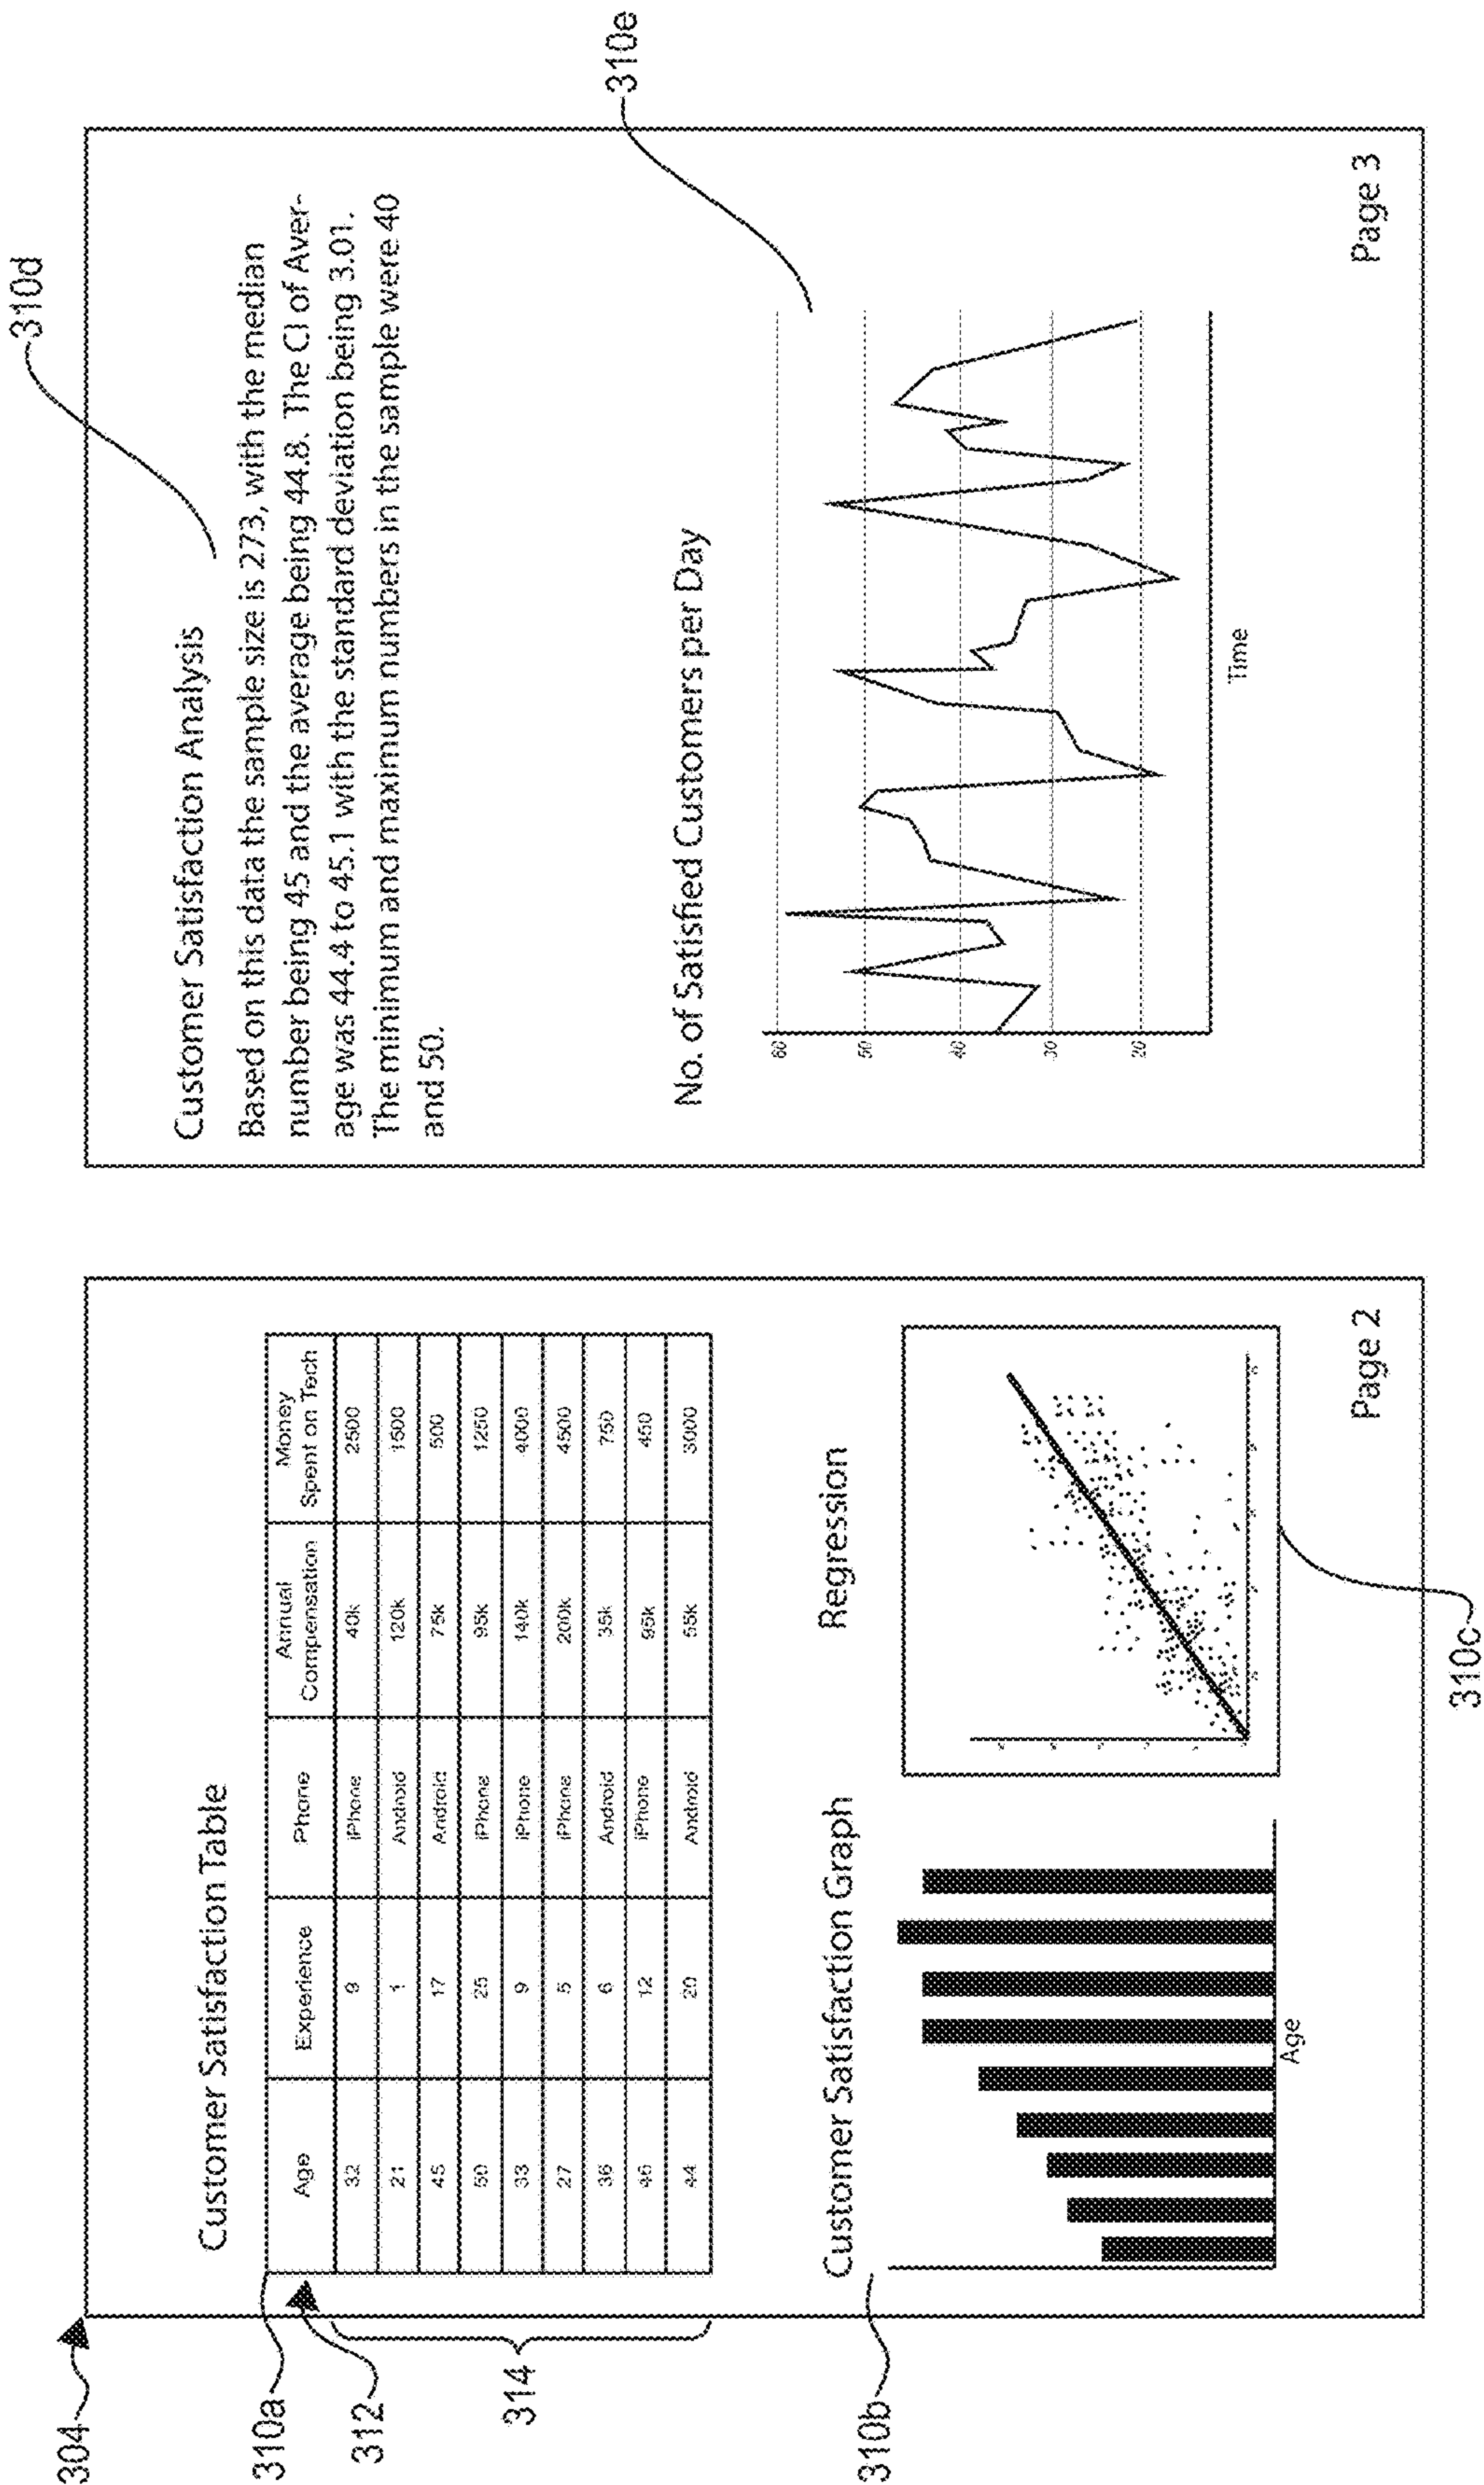 304
310a
312
314
310b
Customer Satisfaction Table
Age Experience Phone Annual Compensation Money Spent on Tech
32 9 iPhone 40k 2500
21 1 Android 120k 1500
45 17 Android 75k 500
50 25 iPhone 95k 1250
33 9 iPhone 140k 4000
27 5 iPhone 200k 4500
36 6 Android 35k 750
46 12 iPhone 95k 450
44 20 Android 55k 3000
Customer Satisfaction Graph
Age
Regression
310c
Page 2
310d
Customer Satisfaction Analysis
Based on this data the sample size is 273, with the median
number being 45 and the average being 44.8. The CI of Aver-
age was 44.4 to 45.1 with the standard deviation being 3.01.
The minimum and maximum numbers in the sample were 40
and 50.
310e
No. of Satisfied Customers per Day
60
50
40
30
20
Time
Page 3